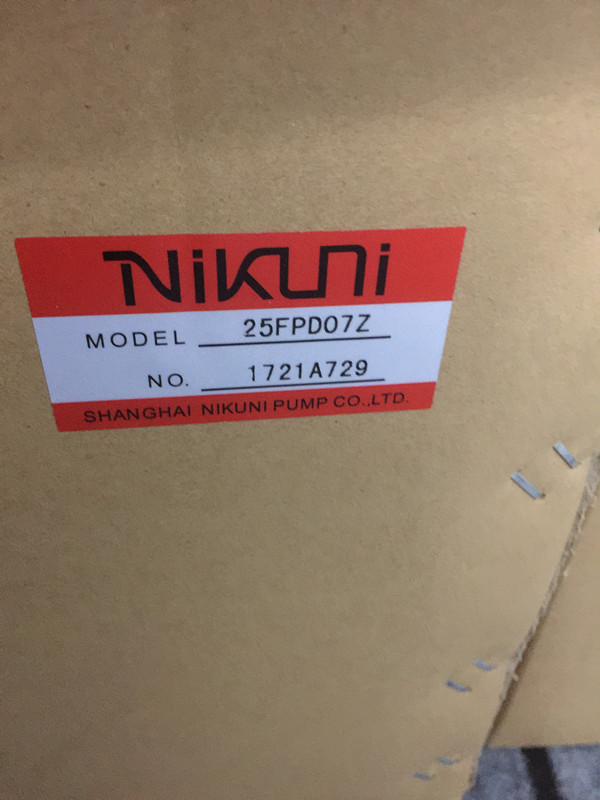 NiKUNi
MODEL 25FPD07Z
NO. 1721A729
SHANGHAI NIKUNI PUMP CO.,LTD.